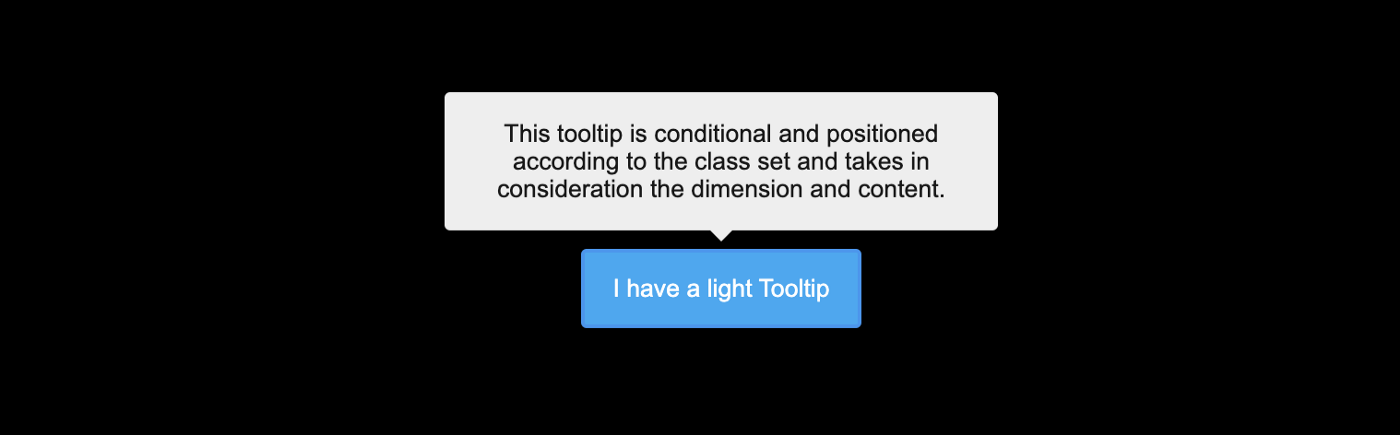 This tooltip is conditional and positioned
according to the class set and takes in
consideration the dimension and content.
I have a light Tooltip